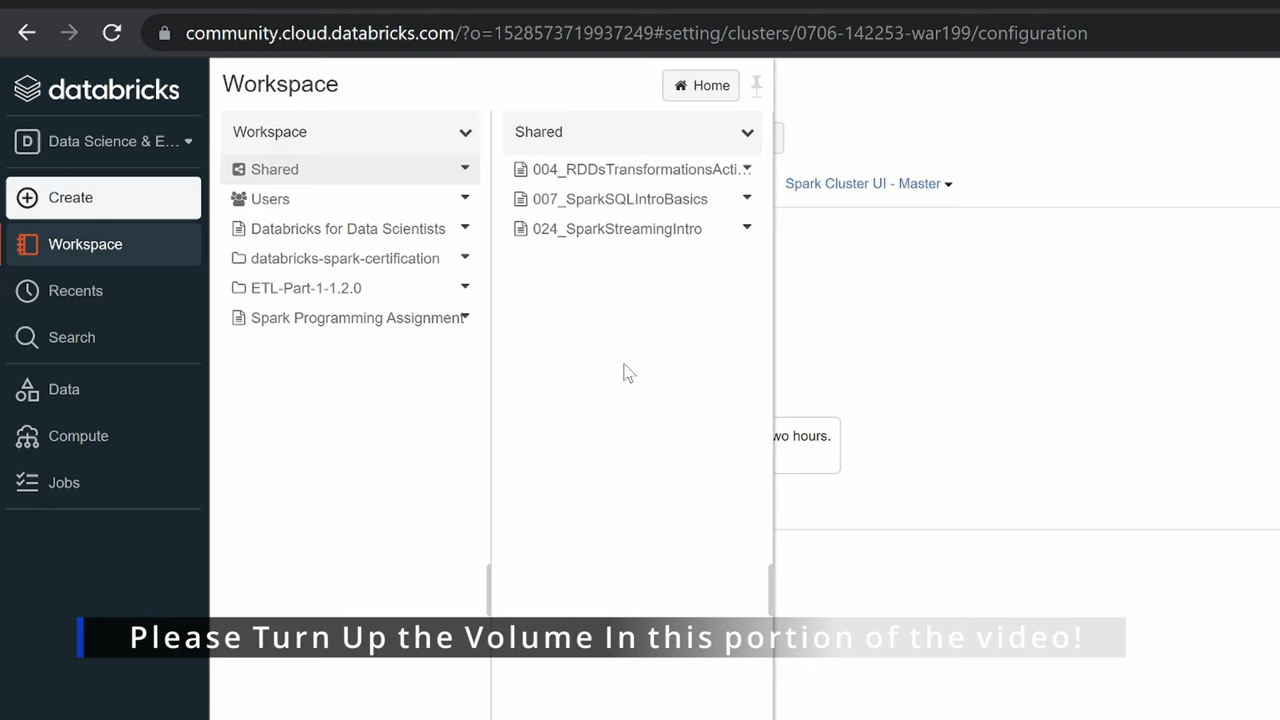 community.cloud.databricks.com/?o=1528573719937249#setting/clusters/0706-142253-war199/configuration
databricks
D Data Science & E...
Create
Workspace
Recents
Search
Data
Compute
Jobs
Workspace
Home
Workspace
Shared
Users
Databricks for Data Scientists
databricks-spark-certification
ETL-Part-1-1.2.0
Spark Programming Assignment
Shared
004_RDDsTransformationsActi...
007_SparkSQLIntroBasics
024_SparkStreamingIntro
Spark Cluster UI - Master
hours.
Please Turn Up the Volume In this portion of the video!